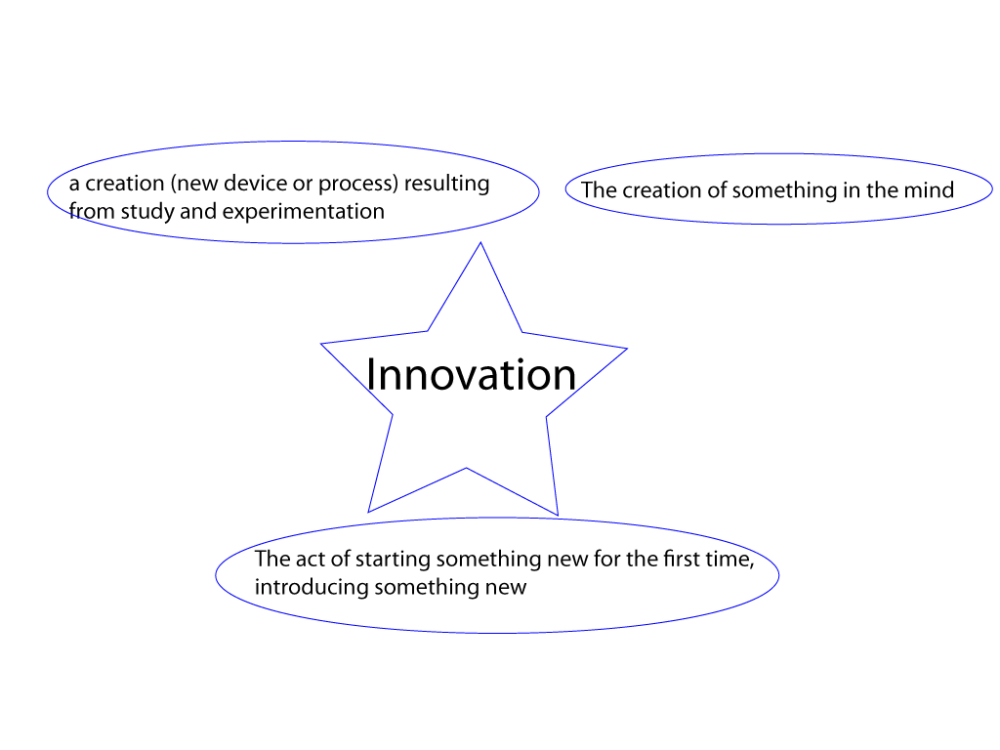 a creation (new device or process) resulting
from study and experimentation
The creation of something in the mind
Innovation
The act of starting something new for the first time,
introducing something new